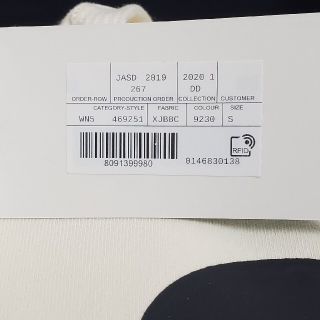 JASD 2819 2020 1
267 DD
ORDER-ROW PRODUCTION ORDER COLLECTION CUSTOMER
CATEGORY-STYLE FABRIC COLOUR SIZE
WN5 469251 XJBBC 9230 S
8091399980 0146830138
RFID